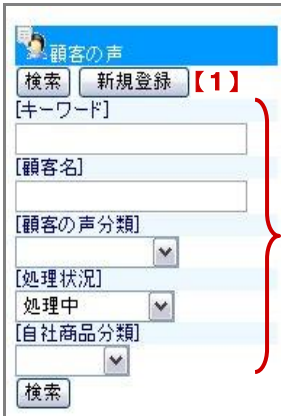 顧客の声
検索 新規登録 【1】
[キーワード]
[顧客名]
[顧客の声分類]
[処理状況]
処理中
[自社商品分類]
検索